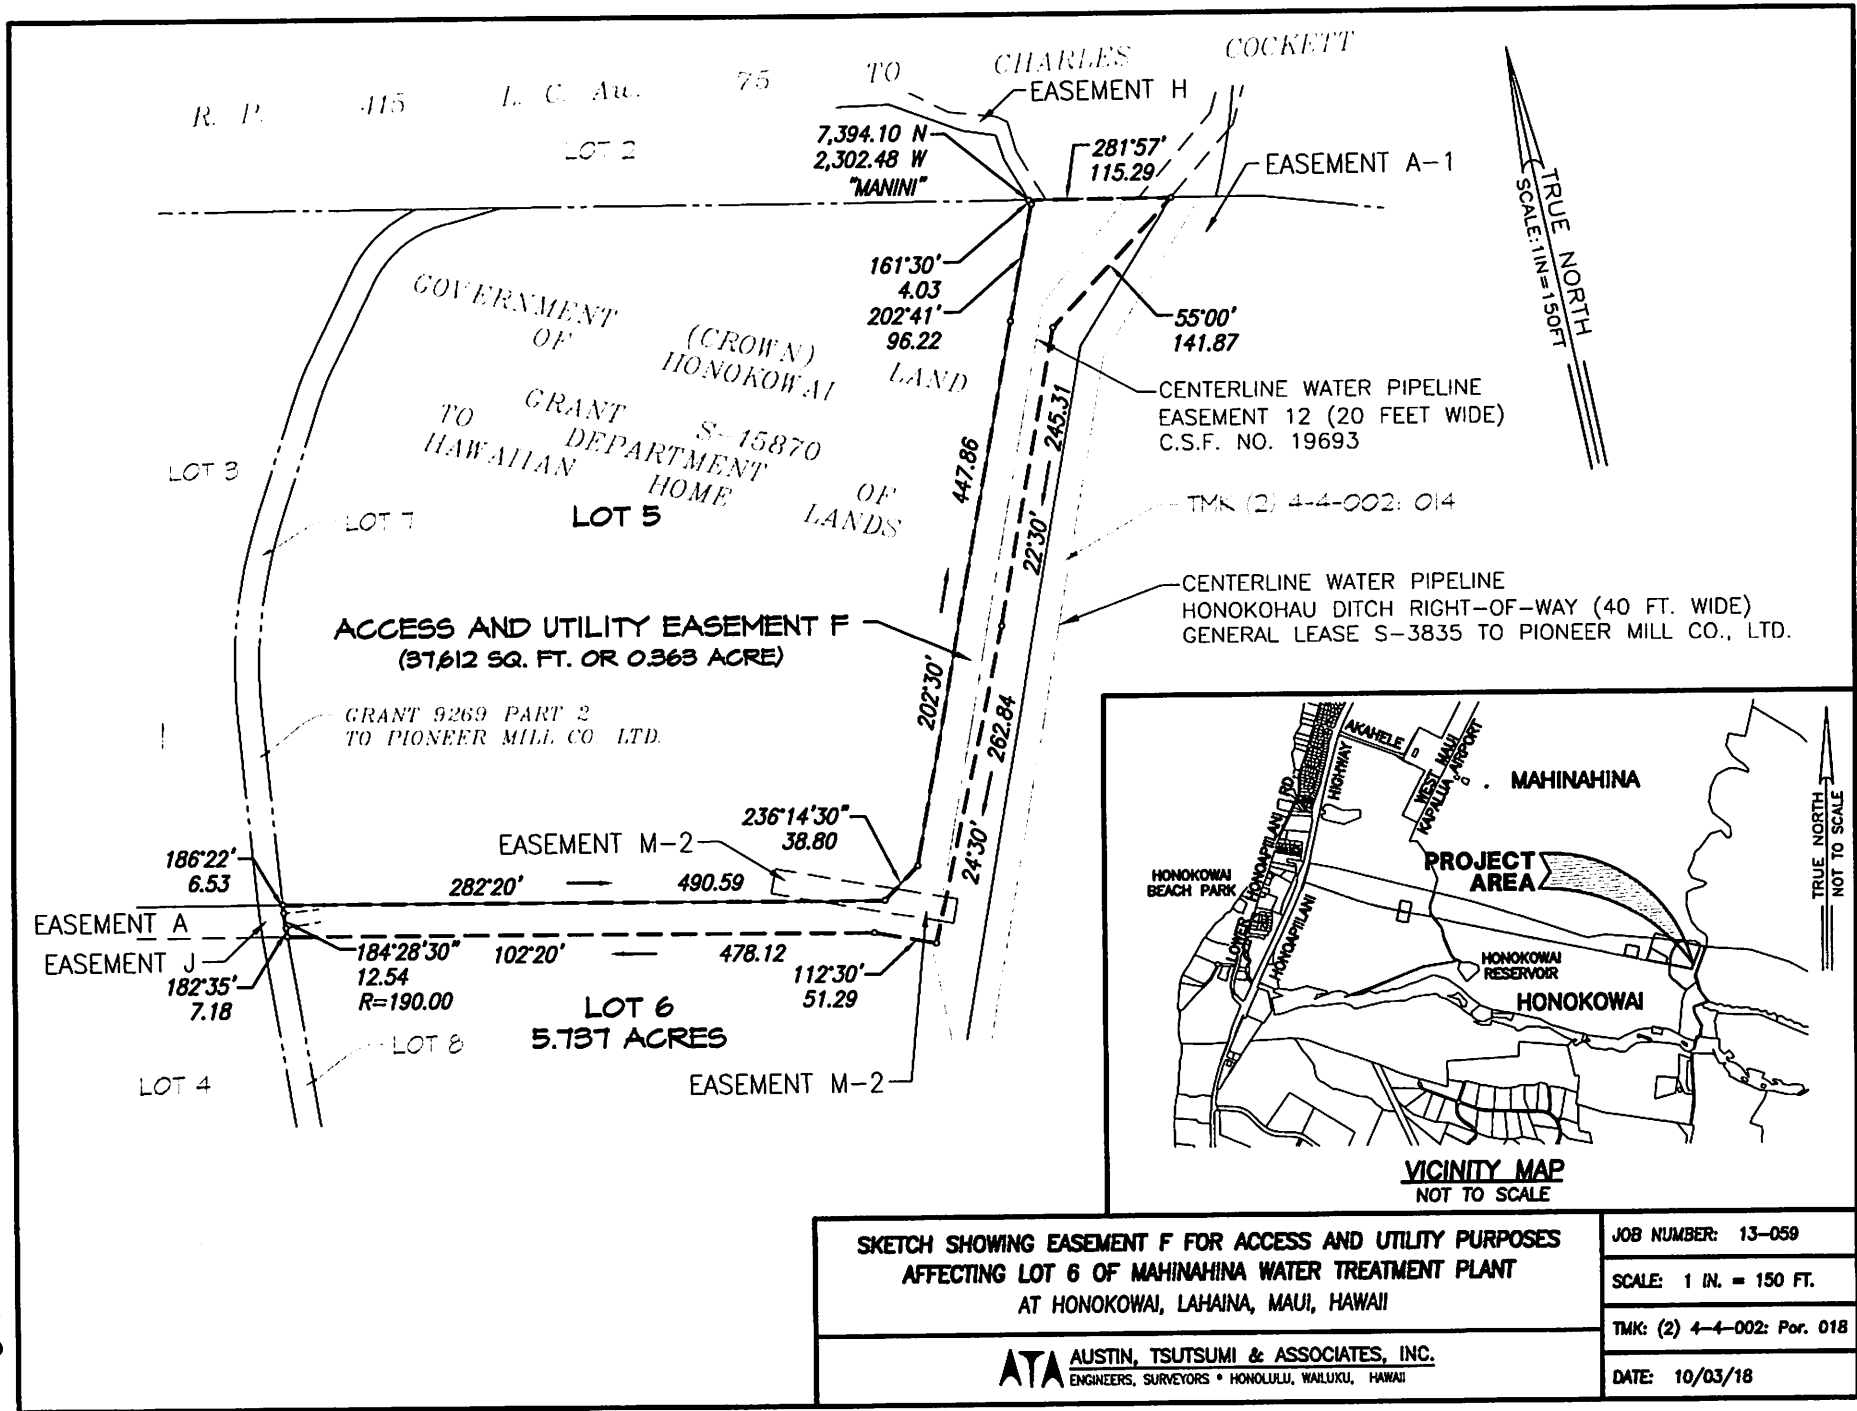 R. P. 415 L. C. Au. 75 TO CHARLES COCKETT
LOT 2
EASEMENT H
7,394.10 N
2,302.48 W
"MANINI"
281°57'
115.29
EASEMENT A-1
TRUE NORTH
SCALE: 1 IN=150FT
161°30'
4.03
202°41'
96.22
55°00'
141.87
GOVERNMENT (CROWN) LAND
OF HONOKOWAI
GRANT S-15870
TO DEPARTMENT OF
HAWAIIAN HOME LANDS
LOT 3
LOT 7
LOT 5
447.86
202°30'
245.31
22°30'
CENTERLINE WATER PIPELINE
EASEMENT 12 (20 FEET WIDE)
C.S.F. NO. 19693
TMK (2) 4-4-002: 014
CENTERLINE WATER PIPELINE
HONOKOHAU DITCH RIGHT-OF-WAY (40 FT. WIDE)
GENERAL LEASE S-3835 TO PIONEER MILL CO., LTD.
ACCESS AND UTILITY EASEMENT F
(37,612 SQ. FT. OR 0.363 ACRE)
GRANT 9269 PART 2
TO PIONEER MILL CO. LTD.
262.84
24°30'
236°14'30"
38.80
EASEMENT M-2
186°22'
6.53
282°20'
490.59
EASEMENT A
EASEMENT J
184°28'30"
12.54
R=190.00
102°20'
478.12
182°35'
7.18
112°30'
51.29
LOT 6
5.737 ACRES
LOT 8
LOT 4
EASEMENT M-2
AKAHELE
WEST MAUI
KAPALUA AIRPORT
MAHINAHINA
HIGHWAY
LOWER HONOAPIILANI RD.
HONOAPIILANI
HONOKOWAI
BEACH PARK
PROJECT
AREA
HONOKOWAI
RESERVOIR
HONOKOWAI
TRUE NORTH
NOT TO SCALE
VICINITY MAP
NOT TO SCALE
SKETCH SHOWING EASEMENT F FOR ACCESS AND UTILITY PURPOSES
AFFECTING LOT 6 OF MAHINAHINA WATER TREATMENT PLANT
AT HONOKOWAI, LAHAINA, MAUI, HAWAII
ATA AUSTIN, TSUTSUMI & ASSOCIATES, INC.
ENGINEERS, SURVEYORS • HONOLULU, WAILUKU, HAWAII
JOB NUMBER: 13-059
SCALE: 1 IN. = 150 FT.
TMK: (2) 4-4-002: Por. 018
DATE: 10/03/18